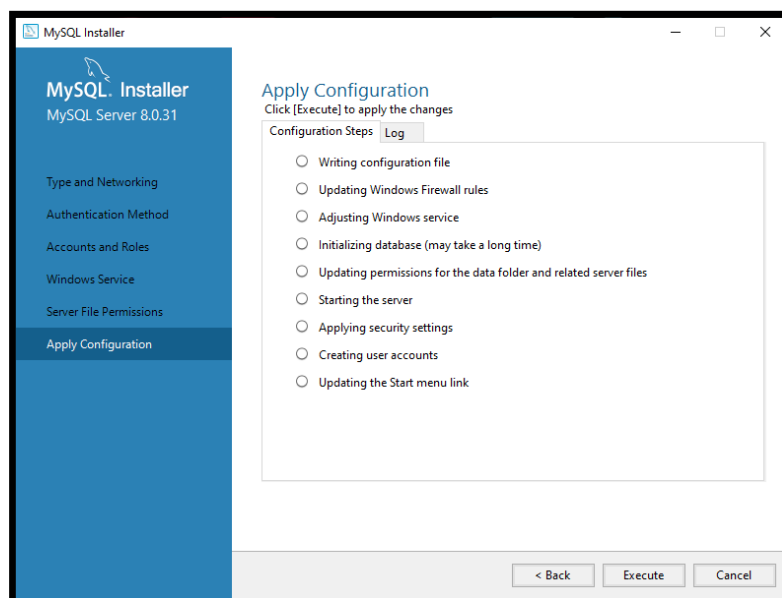 MySQL Installer
MySQL. Installer
MySQL Server 8.0.31
Type and Networking
Authentication Method
Accounts and Roles
Windows Service
Server File Permissions
Apply Configuration
Apply Configuration
Click [Execute] to apply the changes
Configuration Steps
Log
Writing configuration file
Updating Windows Firewall rules
Adjusting Windows service
Initializing database (may take a long time)
Updating permissions for the data folder and related server files
Starting the server
Applying security settings
Creating user accounts
Updating the Start menu link
< Back
Execute
Cancel